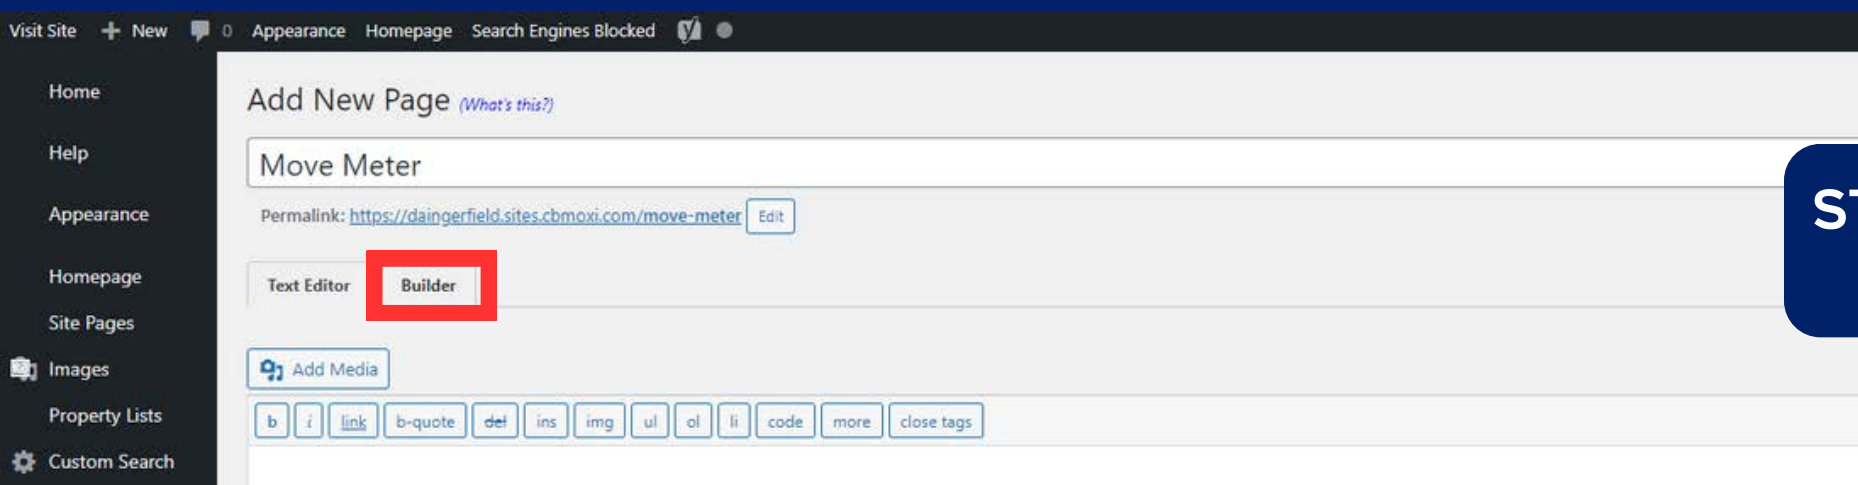 Visit Site + New 0 Appearance Homepage Search Engines Blocked
Home
Help
Appearance
Homepage
Site Pages
Images
Property Lists
Custom Search
Add New Page (What's this?)
Move Meter
Permalink: https://daingerfield.sites.cbmoxi.com/move-meter Edit
Text Editor Builder
Add Media
b i link b-quote del ins img ul ol li code more close tags